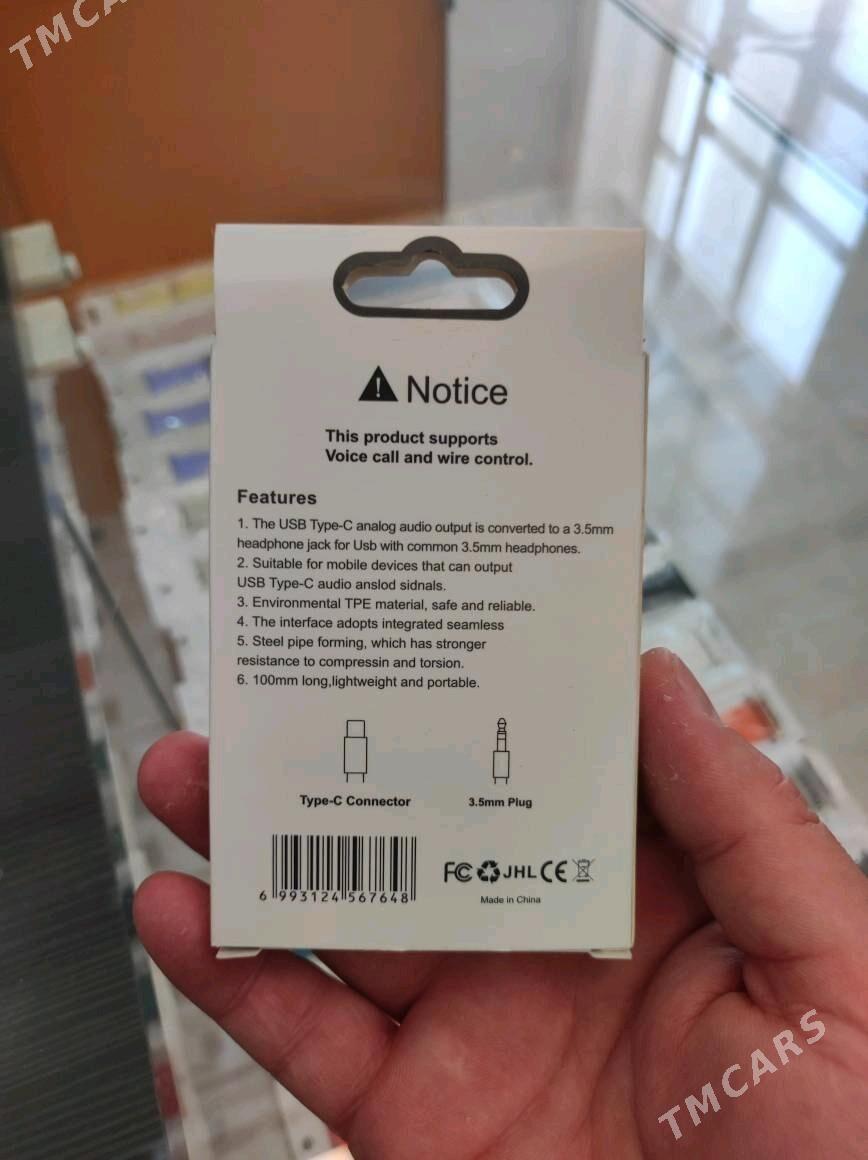 TMCA
Notice
This product supports
Voice call and wire control.
Features
1. The USB Type-C analog audio output is converted to a 3.5mm
headphone jack for Usb with common 3.5mm headphones.
2. Suitable for mobile devices that can output
USB Type-C audio anslod sidnals.
3. Environmental TPE material, safe and reliable.
4. The interface adopts integrated seamless
5. Steel pipe forming, which has stronger
resistance to compressin and torsion.
6. 100mm long,lightweight and portable.
Type-C Connector
3.5mm Plug
6 993124 567648
FC JHL CE
Made in China
TMCARS